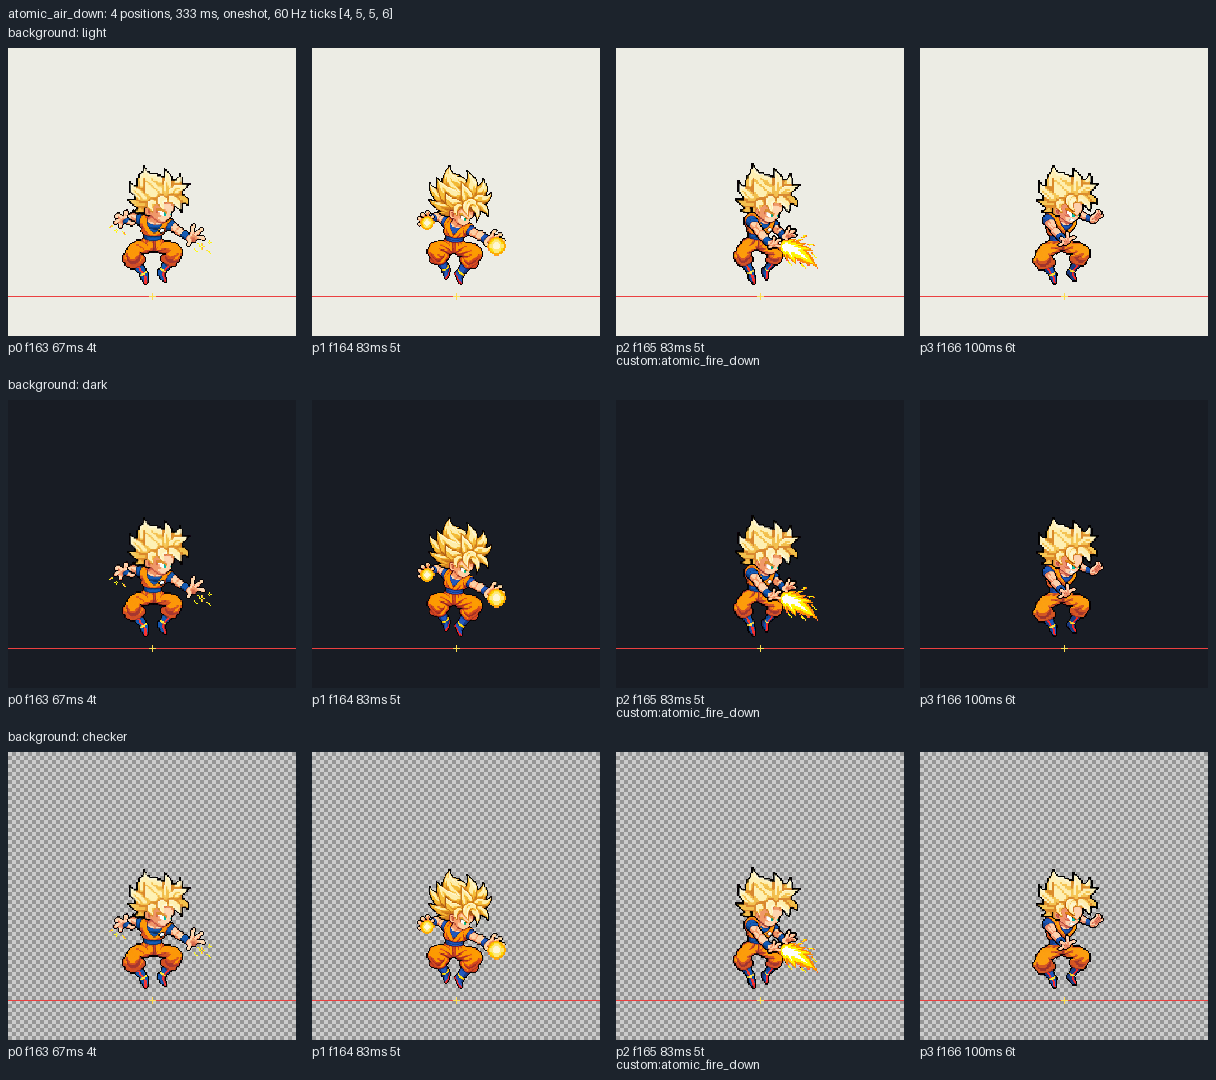 atomic_air_down: 4 positions, 333 ms, oneshot, 60 Hz ticks [4, 5, 5, 6]
background: light
p0 f163 67ms 4t
p1 f164 83ms 5t
p2 f165 83ms 5t
custom:atomic_fire_down
p3 f166 100ms 6t
background: dark
p0 f163 67ms 4t
p1 f164 83ms 5t
p2 f165 83ms 5t
custom:atomic_fire_down
p3 f166 100ms 6t
background: checker
p0 f163 67ms 4t
p1 f164 83ms 5t
p2 f165 83ms 5t
custom:atomic_fire_down
p3 f166 100ms 6t